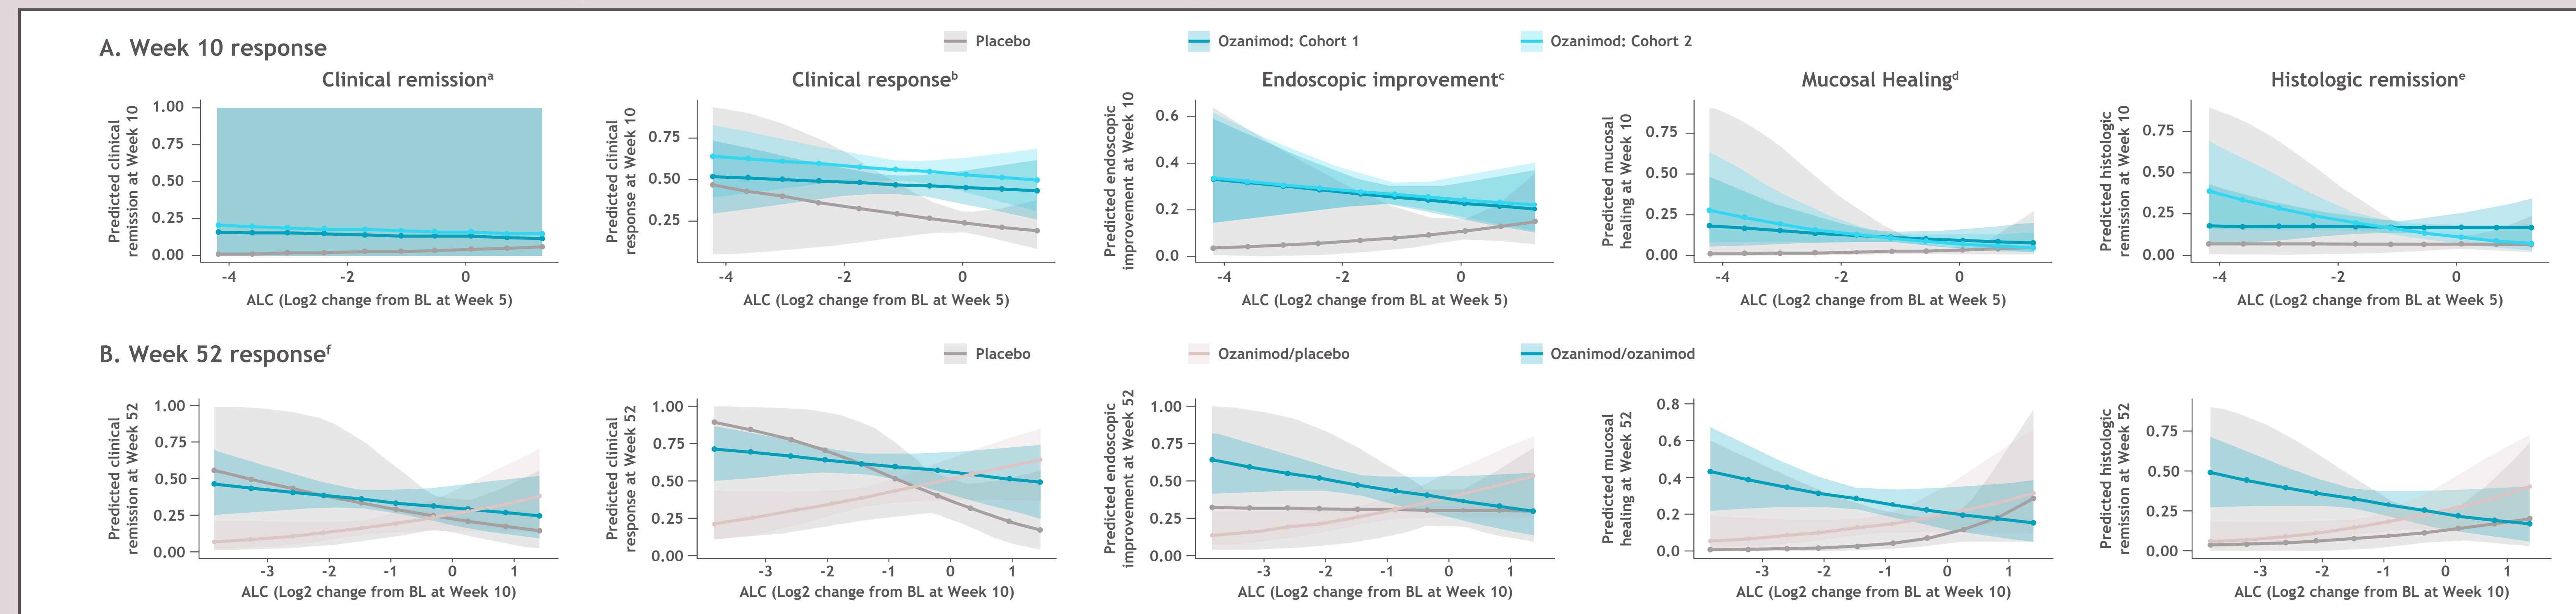 A. Week 10 response
Placebo
Ozanimod: Cohort 1
Ozanimod: Cohort 2
Clinical remissionᵃ
Predicted clinical
remission at Week 10
1.00
0.75
0.50
0.25
0.00
-4 -2 0
ALC (Log2 change from BL at Week 5)
Clinical responseᵇ
Predicted clinical
response at Week 10
0.75
0.50
0.25
-4 -2 0
ALC (Log2 change from BL at Week 5)
Endoscopic improvementᶜ
Predicted endoscopic
improvement at Week 10
0.6
0.4
0.2
0.0
-4 -2 0
ALC (Log2 change from BL at Week 5)
Mucosal Healingᵈ
Predicted mucosal
healing at Week 10
0.75
0.50
0.25
0.00
-4 -2 0
ALC (Log2 change from BL at Week 5)
Histologic remissionᵉ
Predicted histologic
remission at Week 10
0.75
0.50
0.25
0.00
-4 -2 0
ALC (Log2 change from BL at Week 5)
B. Week 52 responseᶠ
Placebo
Ozanimod/placebo
Ozanimod/ozanimod
Predicted clinical
remission at Week 52
1.00
0.75
0.50
0.25
0.00
-3 -2 -1 0 1
ALC (Log2 change from BL at Week 10)
Predicted clinical
response at Week 52
1.00
0.75
0.50
0.25
0.00
-3 -2 -1 0 1
ALC (Log2 change from BL at Week 10)
Predicted endoscopic
improvement at Week 52
1.00
0.75
0.50
0.25
0.00
-3 -2 -1 0 1
ALC (Log2 change from BL at Week 10)
Predicted mucosal
healing at Week 52
0.8
0.6
0.4
0.2
0.0
-3 -2 -1 0 1
ALC (Log2 change from BL at Week 10)
Predicted histologic
remission at Week 52
0.75
0.50
0.25
0.00
-3 -2 -1 0 1
ALC (Log2 change from BL at Week 10)